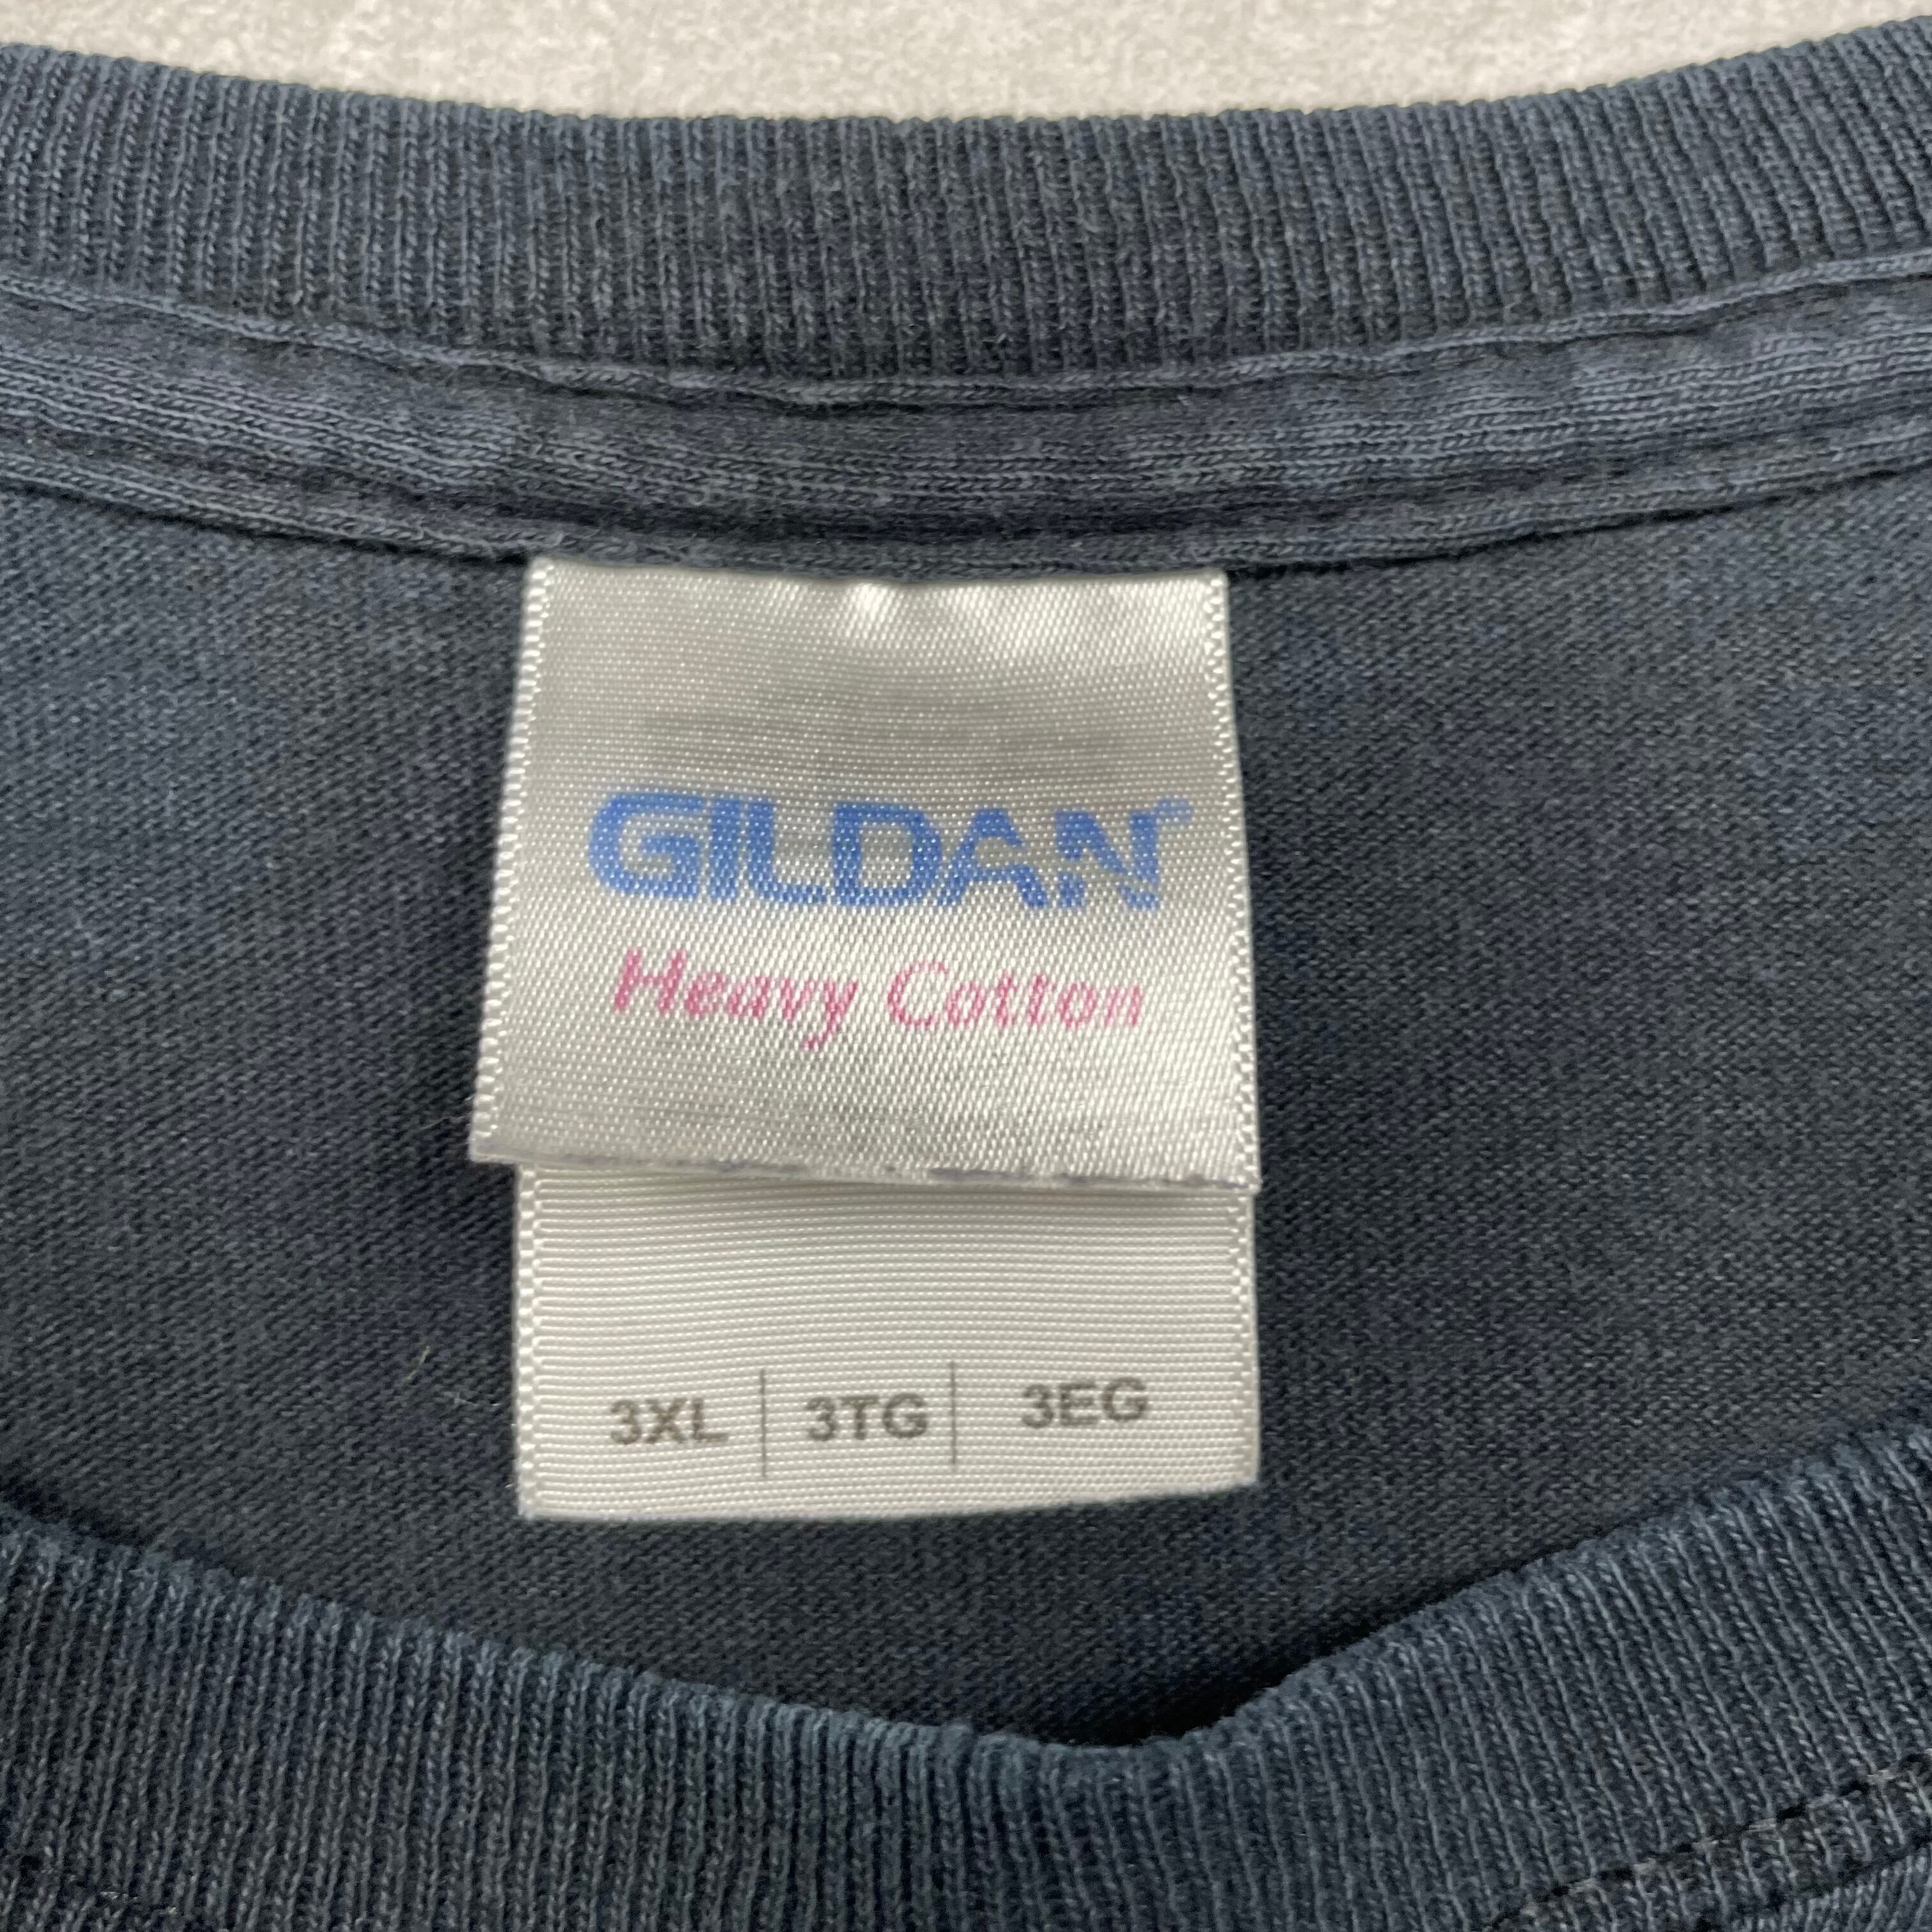 GILDAN®
Heavy Cotton
3XL | 3TG | 3EG